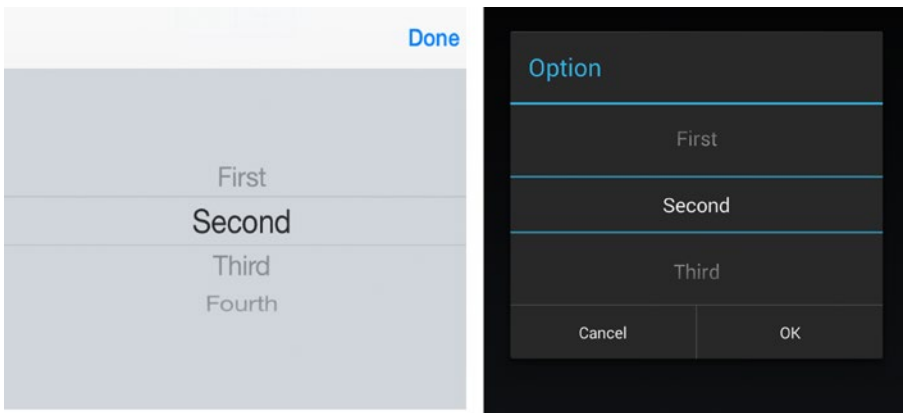 Done
First
Second
Third
Fourth
Option
First
Second
Third
Cancel OK